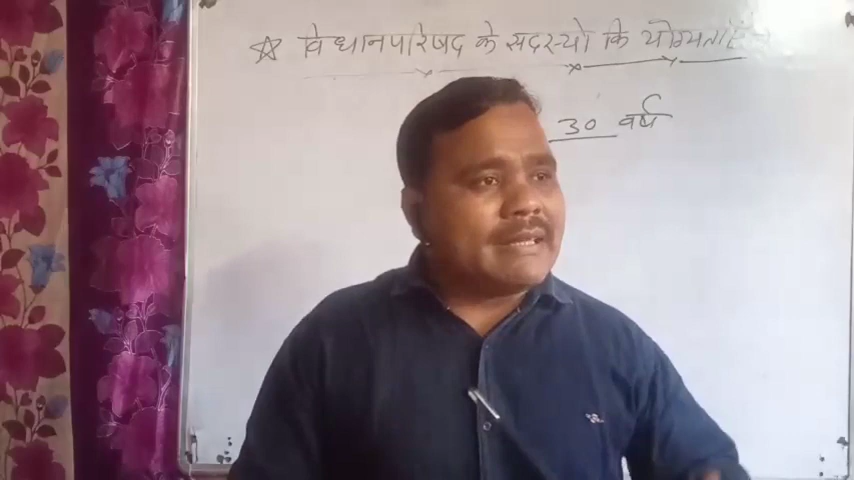 ☆ विधानपरिषद के सदस्यो कि योग्यताएं
30 वर्ष